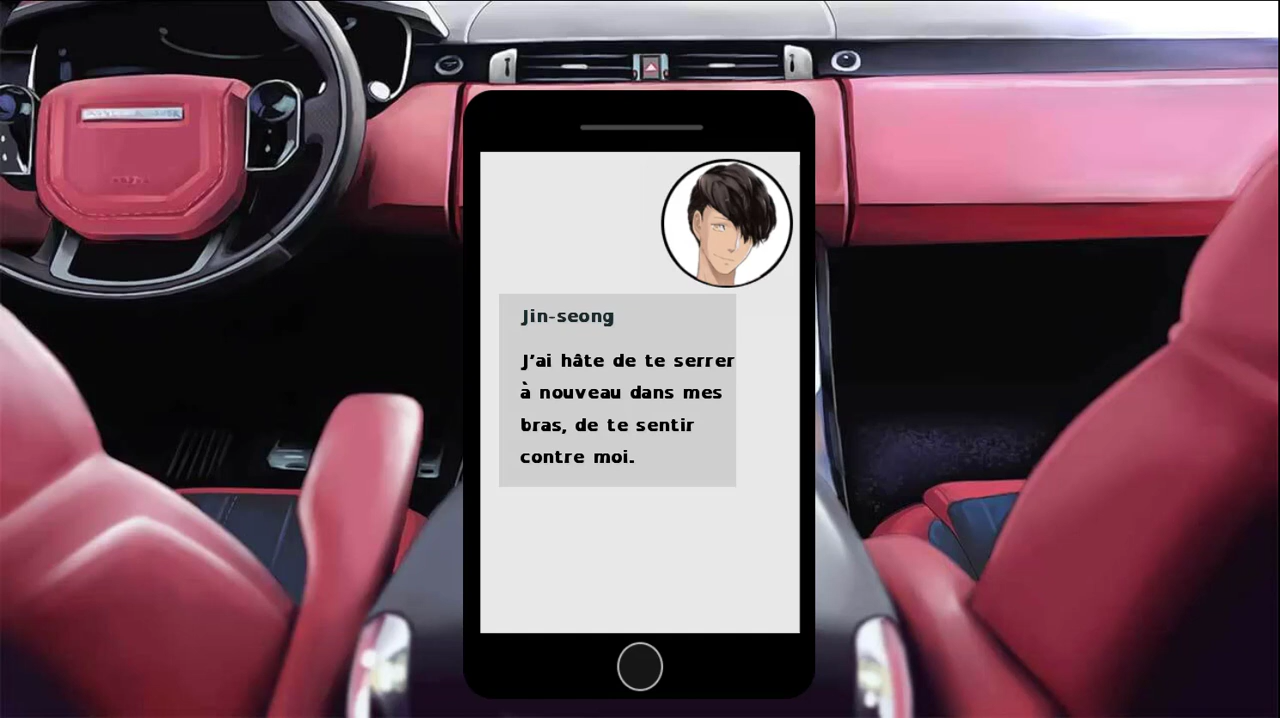 Jin-seong
J'ai hâte de te serrer
à nouveau dans mes
bras, de te sentir
contre moi.